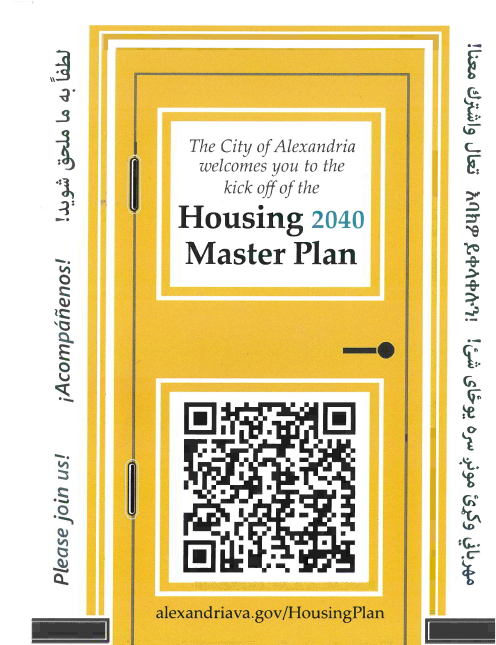 The City of Alexandria
welcomes you to the
kick off of the
Housing 2040
Master Plan
alexandriava.gov/HousingPlan
Please join us!
¡Acompáñenos!
لطفاً به ما ملحق شوید!
تعال واشترك معنا!
እባክዎ ይቀላቀሉን!
مهرباني وکړئ مونږ سره یوځای شئ!